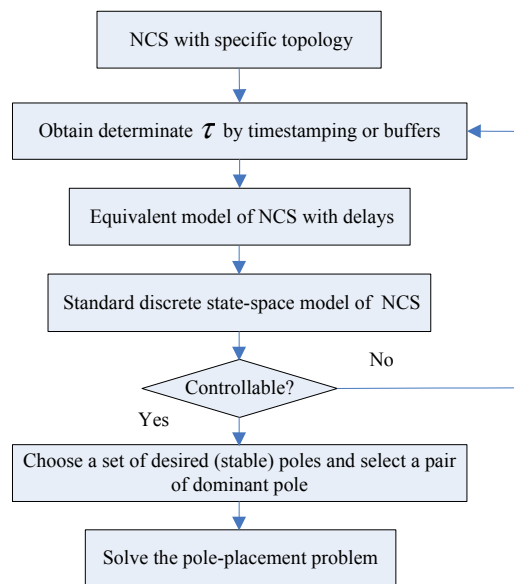 NCS with specific topology
Obtain determinate τ by timestamping or buffers
Equivalent model of NCS with delays
Standard discrete state-space model of NCS
No
Controllable?
Yes
Choose a set of desired (stable) poles and select a pair
of dominant pole
Solve the pole-placement problem